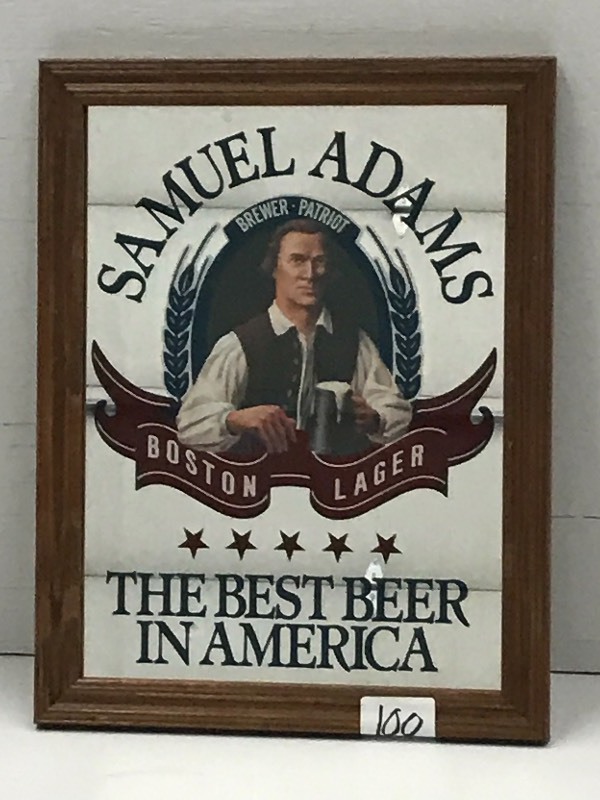 SAMUEL ADAMS
BREWER · PATRIOT
BOSTON LAGER
THE BEST BEER
IN AMERICA
100